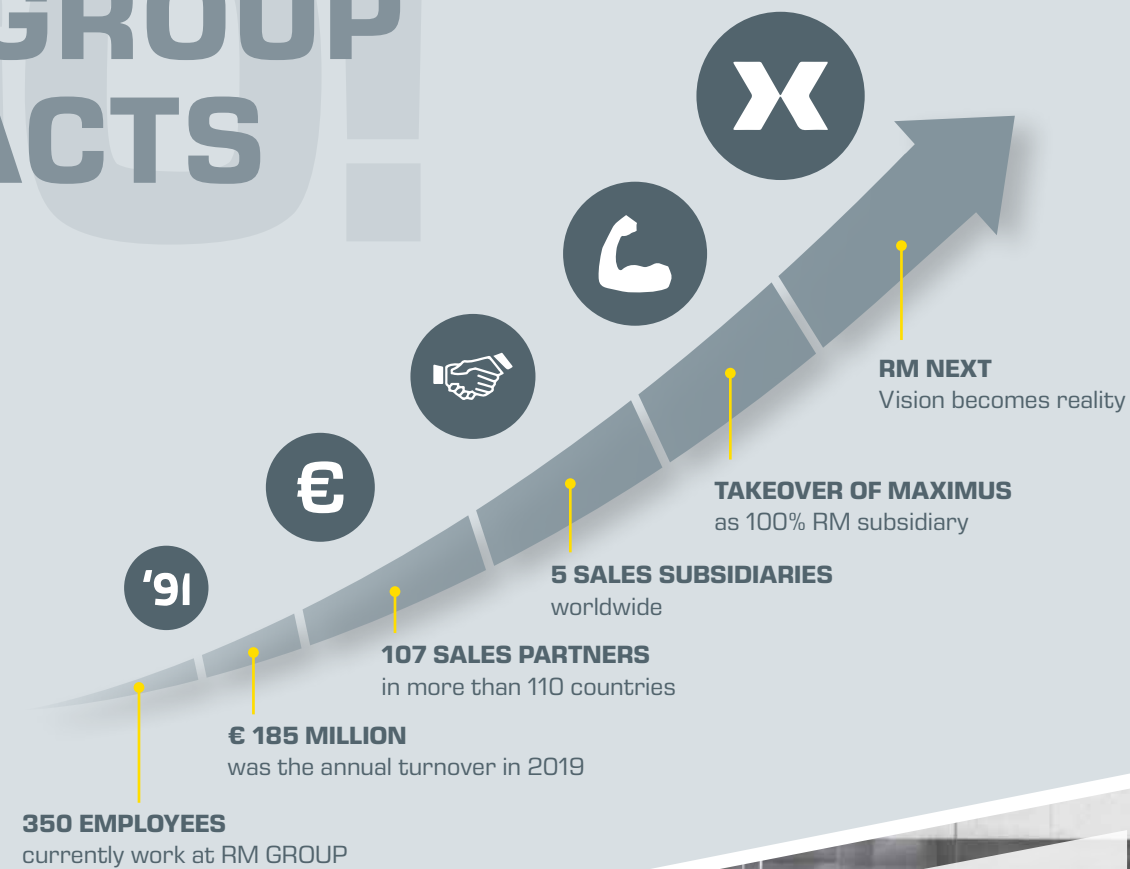 GROUP
ACTS
'91
€
350 EMPLOYEES
currently work at RM GROUP
€ 185 MILLION
was the annual turnover in 2019
107 SALES PARTNERS
in more than 110 countries
5 SALES SUBSIDIARIES
worldwide
TAKEOVER OF MAXIMUS
as 100% RM subsidiary
RM NEXT
Vision becomes reality